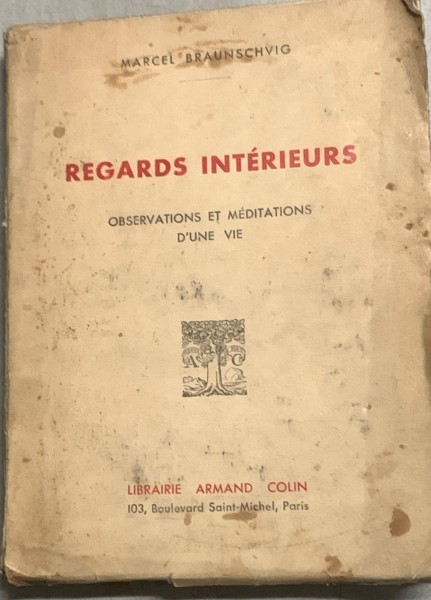 MARCEL BRAUNSCHVIG
REGARDS INTÉRIEURS
OBSERVATIONS ET MÉDITATIONS
D'UNE VIE
A C
LIBRAIRIE ARMAND COLIN
103, Boulevard Saint-Michel, Paris